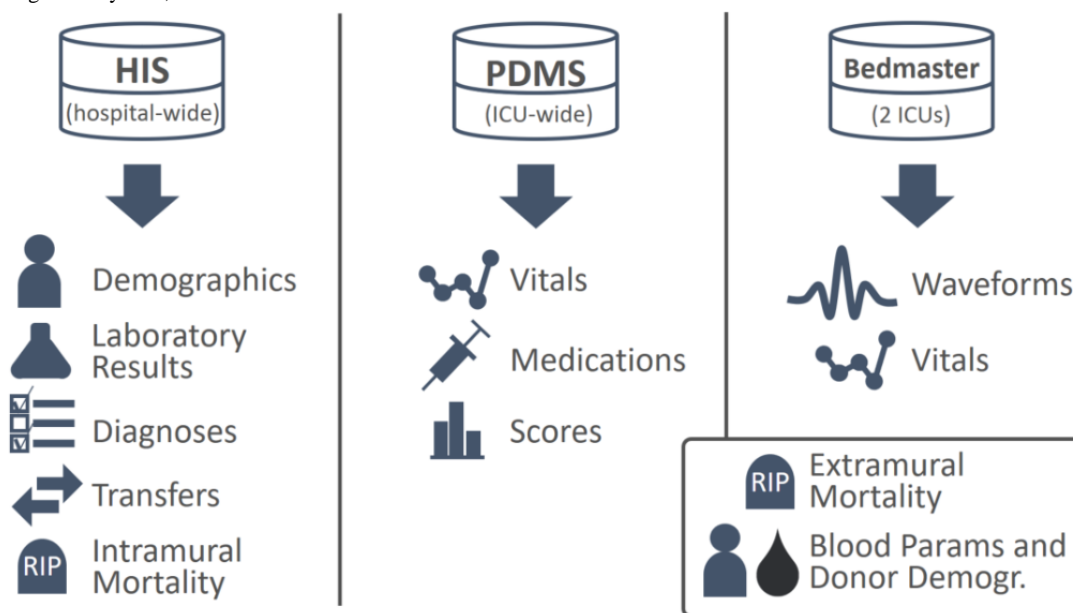 HIS
(hospital-wide)
Demographics
Laboratory
Results
Diagnoses
Transfers
RIP
Intramural
Mortality
PDMS
(ICU-wide)
Vitals
Medications
Scores
Bedmaster
(2 ICUs)
Waveforms
Vitals
RIP
Extramural
Mortality
Blood Params and
Donor Demogr.